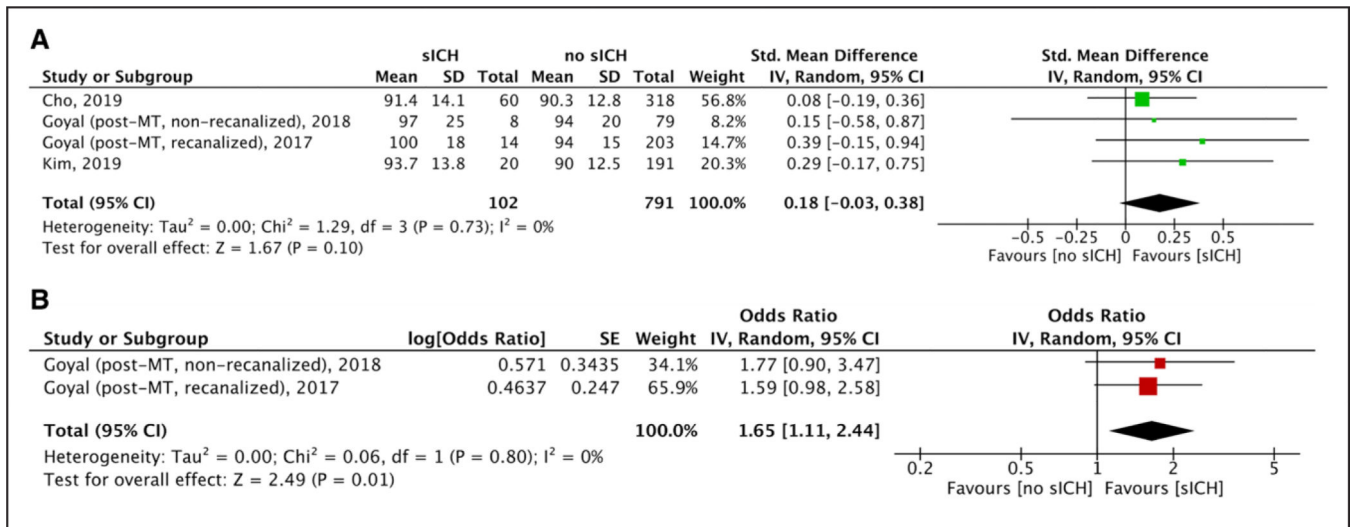 A
sICH no sICH Std. Mean Difference Std. Mean Difference
Study or Subgroup Mean SD Total Mean SD Total Weight IV, Random, 95% CI IV, Random, 95% CI
Cho, 2019 91.4 14.1 60 90.3 12.8 318 56.8% 0.08 [-0.19, 0.36]
Goyal (post-MT, non-recanalized), 2018 97 25 8 94 20 79 8.2% 0.15 [-0.58, 0.87]
Goyal (post-MT, recanalized), 2017 100 18 14 94 15 203 14.7% 0.39 [-0.15, 0.94]
Kim, 2019 93.7 13.8 20 90 12.5 191 20.3% 0.29 [-0.17, 0.75]
Total (95% CI) 102 791 100.0% 0.18 [-0.03, 0.38]
Heterogeneity: Tau² = 0.00; Chi² = 1.29, df = 3 (P = 0.73); I² = 0%
Test for overall effect: Z = 1.67 (P = 0.10)
-0.5 -0.25 0 0.25 0.5
Favours [no sICH] Favours [sICH]
B
Odds Ratio Odds Ratio
Study or Subgroup log[Odds Ratio] SE Weight IV, Random, 95% CI IV, Random, 95% CI
Goyal (post-MT, non-recanalized), 2018 0.571 0.3435 34.1% 1.77 [0.90, 3.47]
Goyal (post-MT, recanalized), 2017 0.4637 0.247 65.9% 1.59 [0.98, 2.58]
Total (95% CI) 100.0% 1.65 [1.11, 2.44]
Heterogeneity: Tau² = 0.00; Chi² = 0.06, df = 1 (P = 0.80); I² = 0%
Test for overall effect: Z = 2.49 (P = 0.01)
0.2 0.5 1 2 5
Favours [no sICH] Favours [sICH]